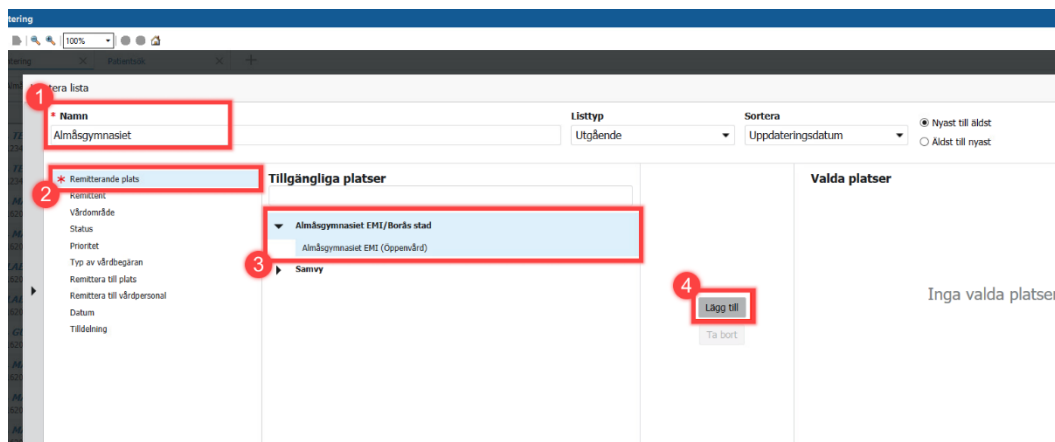 tering
100%
tering Patientsök
tera lista
1
* Namn
Almåsgymnasiet
Listtyp
Utgående
Sortera
Uppdateringsdatum
Nyast till äldst
Äldst till nyast
2
* Remitterande plats
Remittent
Vårdområde
Status
Prioritet
Typ av vårdbegäran
Remittera till plats
Remittera till vårdpersonal
Datum
Tilldelning
Tillgängliga platser
3
Almåsgymnasiet EMI/Borås stad
Almåsgymnasiet EMI (Öppenvård)
Samvy
4
Lägg till
Ta bort
Valda platser
Inga valda platser